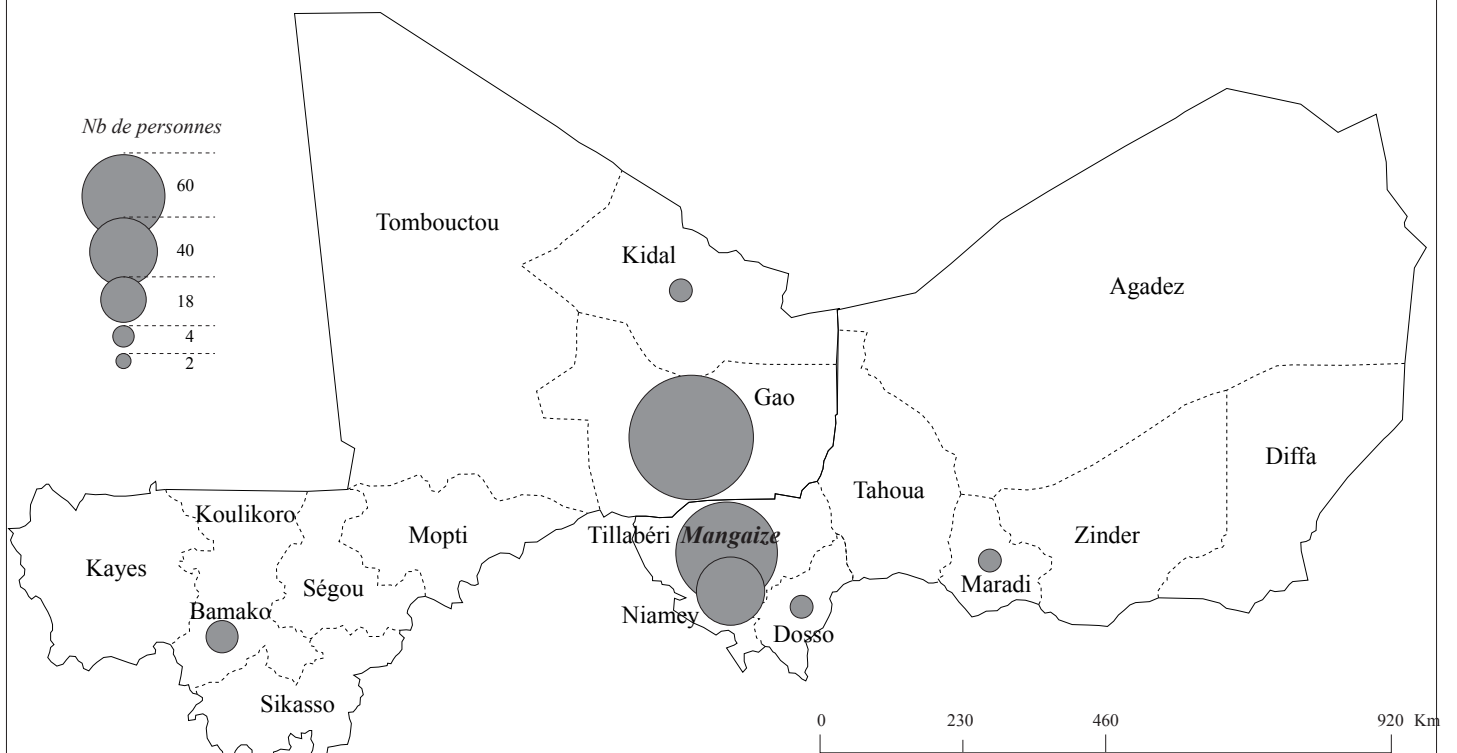 Nb de personnes
60
40
18
4
2
Tombouctou
Kidal
Agadez
Gao
Diffa
Tahoua
Koulikoro
Mopti
Tillabéri
Mangaize
Zinder
Kayes
Ségou
Maradi
Bamako
Niamey
Dosso
Sikasso
0 230 460 920 Km